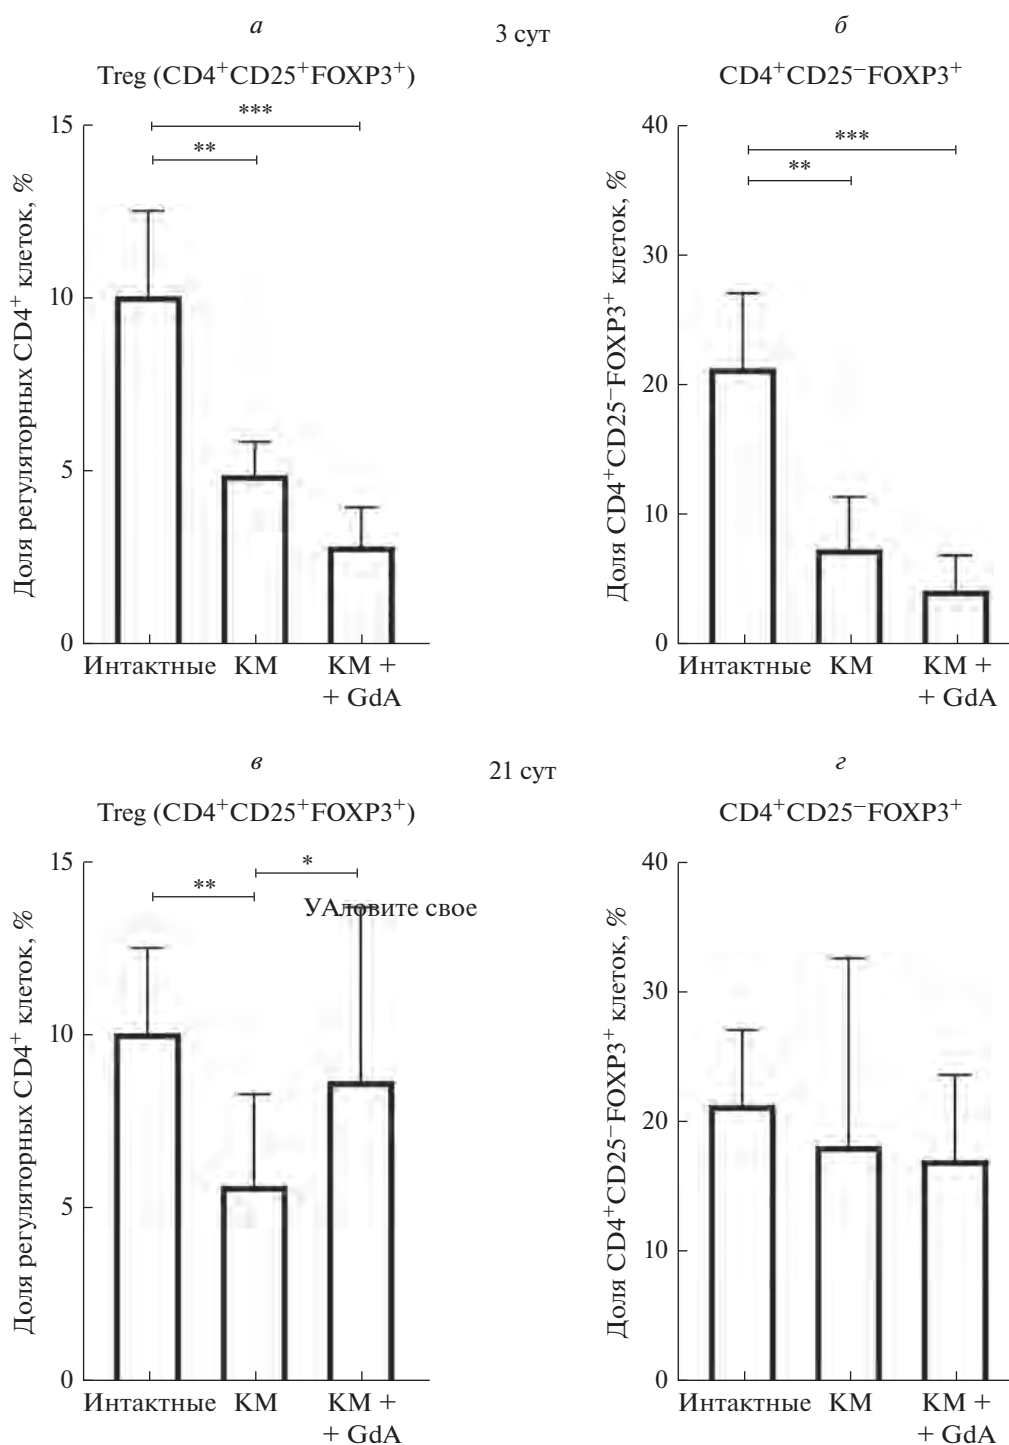 а
3 сут
б
Treg (CD4⁺CD25⁺FOXP3⁺)
CD4⁺CD25⁻FOXP3⁺
Доля регуляторных CD4⁺ клеток, %
15
10
5
0
***
**
Интактные КМ КМ +
+ GdA
Доля CD4⁺CD25⁻FOXP3⁺ клеток, %
40
30
20
10
0
***
**
Интактные КМ КМ +
+ GdA
в
21 сут
г
Treg (CD4⁺CD25⁺FOXP3⁺)
CD4⁺CD25⁻FOXP3⁺
Доля регуляторных CD4⁺ клеток, %
15
10
5
0
*
**
УАловите свое
Интактные КМ КМ +
+ GdA
Доля CD4⁺CD25⁻FOXP3⁺ клеток, %
40
30
20
10
0
Интактные КМ КМ +
+ GdA